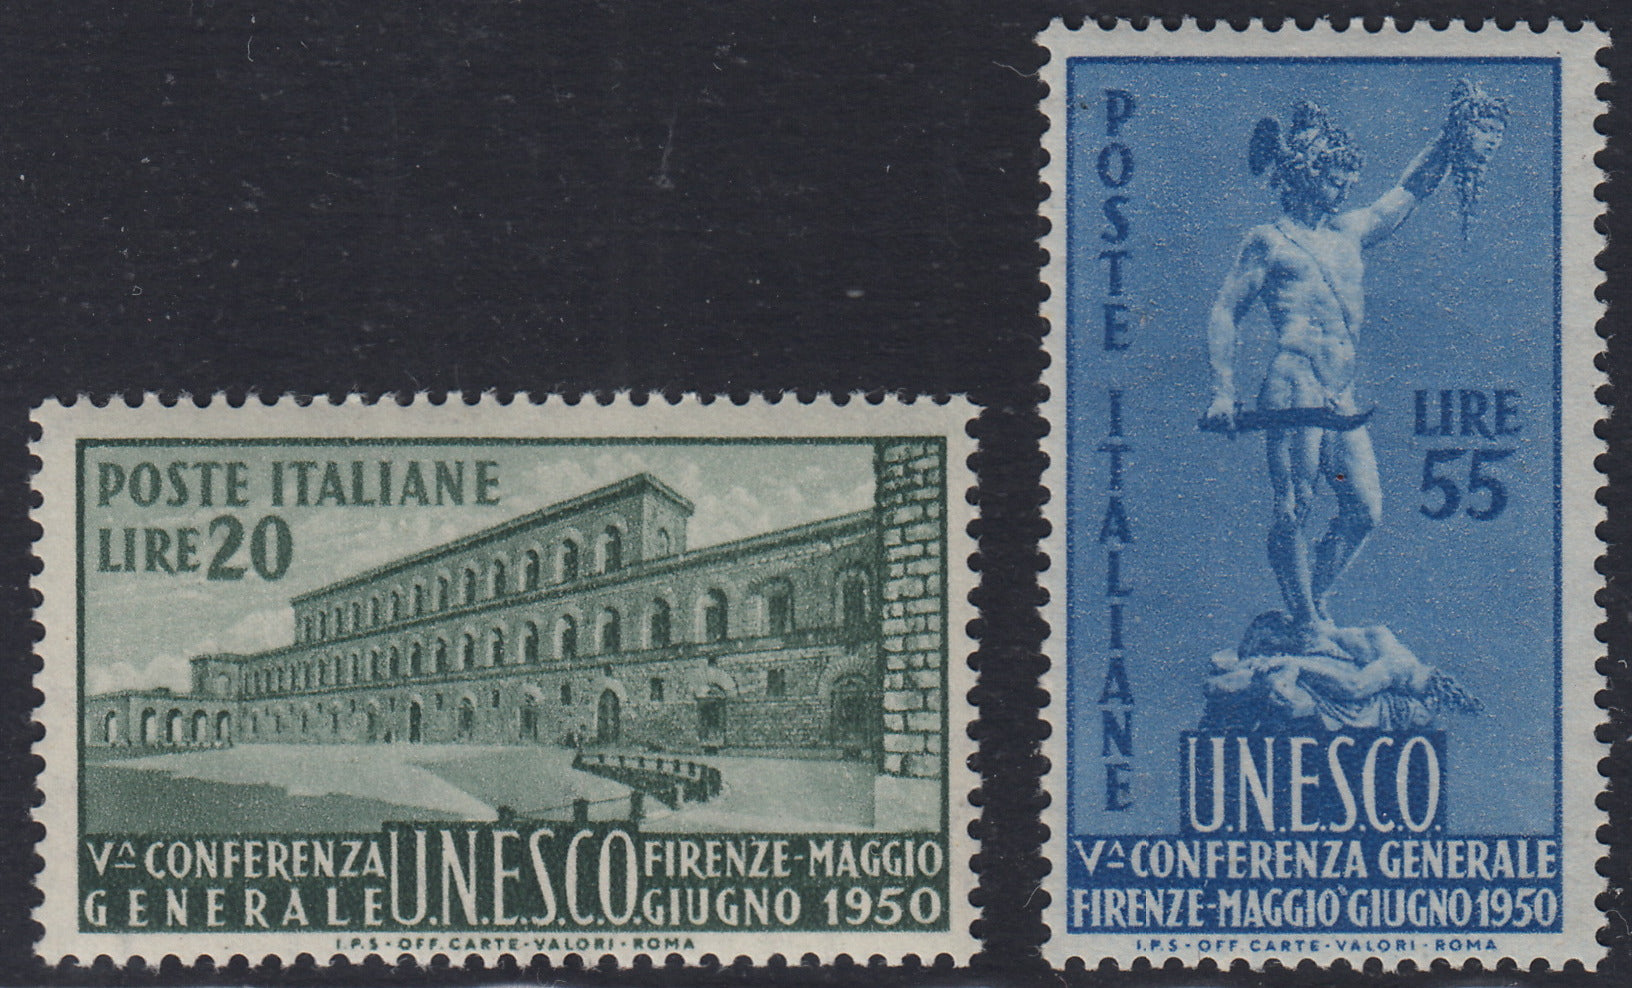 POSTE ITALIANE
LIRE 20
Vᴬ CONFERENZA
GENERALE
U.N.E.S.C.O.
FIRENZE-MAGGIO
GIUGNO 1950
I.P.S - OFF. CARTE - VALORI - ROMA
POSTE ITALIANE
LIRE
55
U.N.E.S.C.O.
Vᴬ CONFERENZA GENERALE
FIRENZE-MAGGIO GIUGNO 1950
I.P.S - OFF. CARTE - VALORI - ROMA